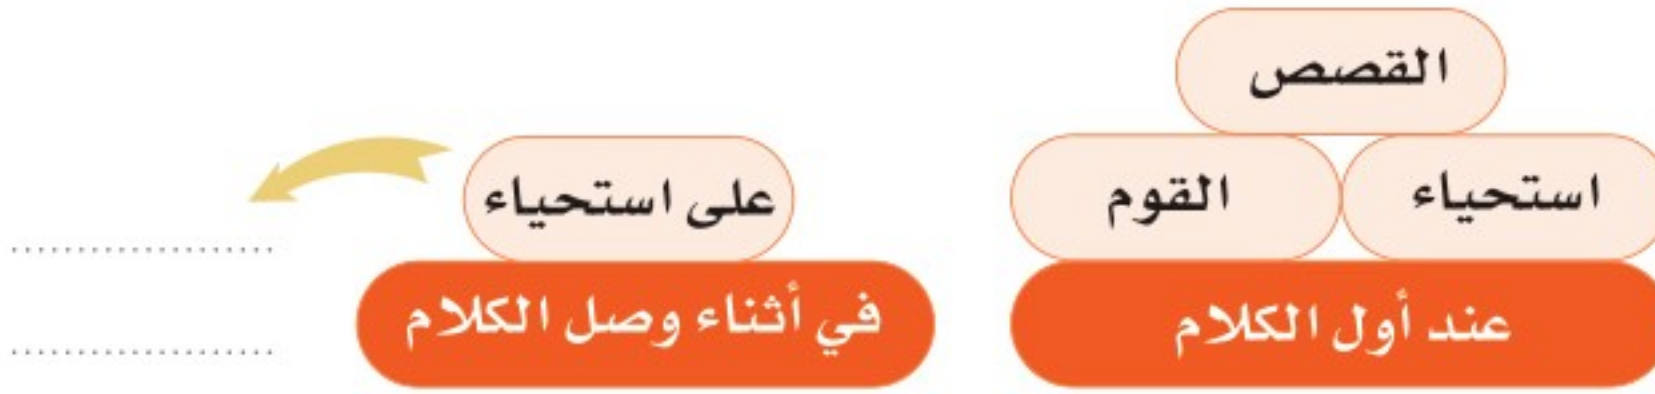 القصص
استحياء القوم
عند أول الكلام
على استحياء
في أثناء وصل الكلام